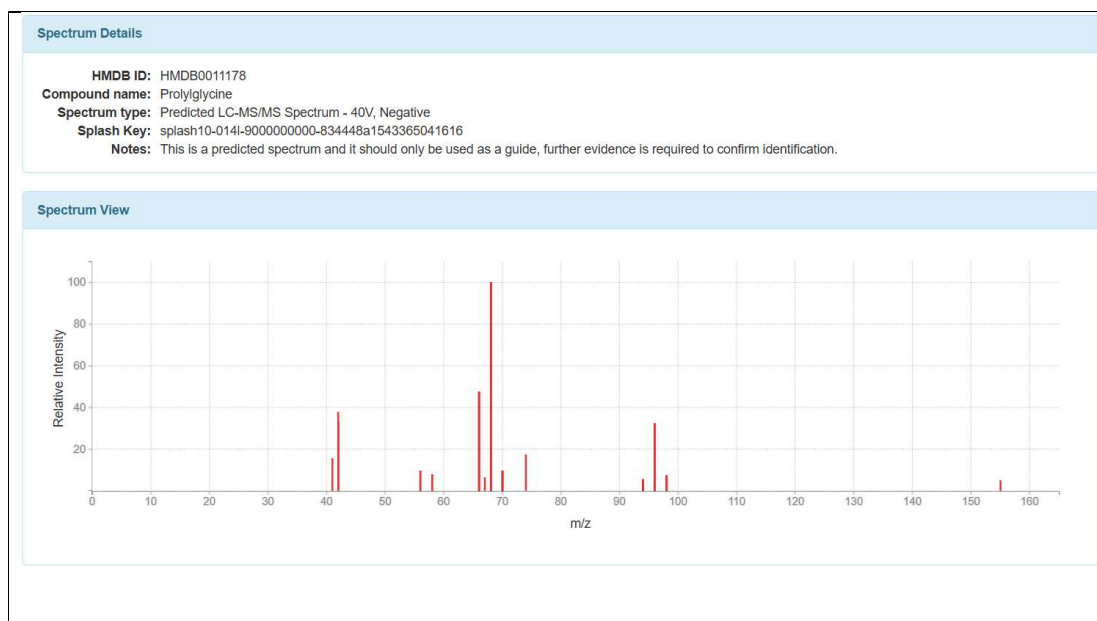 Spectrum Details
HMDB ID: HMDB0011178
Compound name: Prolylglycine
Spectrum type: Predicted LC-MS/MS Spectrum - 40V, Negative
Splash Key: splash10-014l-9000000000-834448a1543365041616
Notes: This is a predicted spectrum and it should only be used as a guide, further evidence is required to confirm identification.
Spectrum View
100
80
60
40
20
Relative Intensity
0 10 20 30 40 50 60 70 80 90 100 110 120 130 140 150 160
m/z